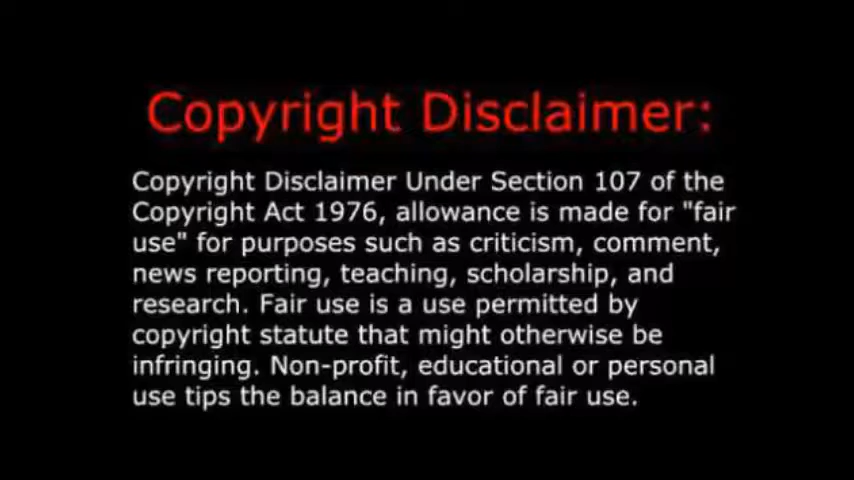 Copyright Disclaimer:
Copyright Disclaimer Under Section 107 of the
Copyright Act 1976, allowance is made for "fair
use" for purposes such as criticism, comment,
news reporting, teaching, scholarship, and
research. Fair use is a use permitted by
copyright statute that might otherwise be
infringing. Non-profit, educational or personal
use tips the balance in favor of fair use.